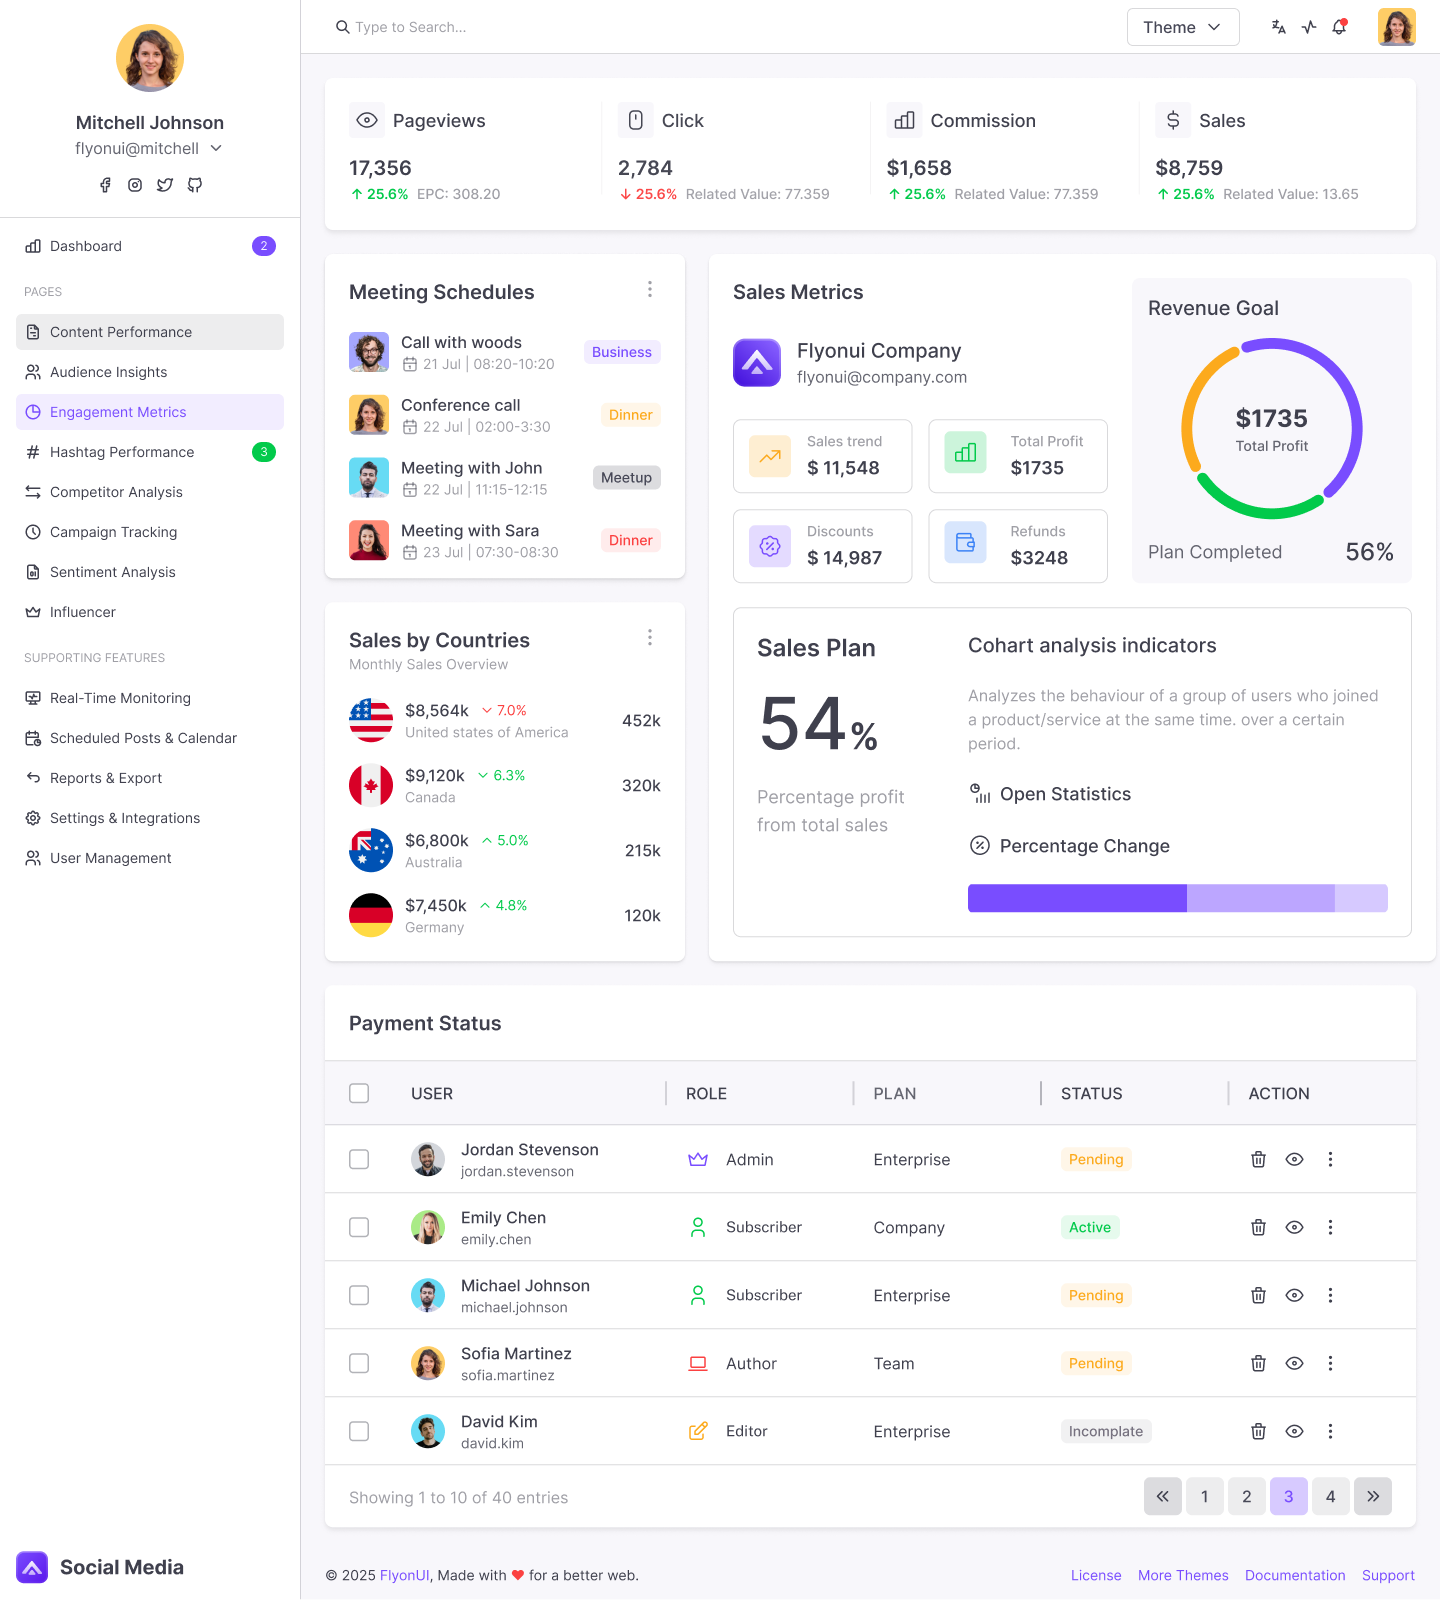 Mitchell Johnson
flyonui@mitchell
Dashboard 2
PAGES
Content Performance
Audience Insights
Engagement Metrics
Hashtag Performance 3
Competitor Analysis
Campaign Tracking
Sentiment Analysis
Influencer
SUPPORTING FEATURES
Real-Time Monitoring
Scheduled Posts & Calendar
Reports & Export
Settings & Integrations
User Management
Social Media
Type to Search...
Theme
Pageviews
17,356
25.6% EPC: 308.20
Click
2,784
25.6% Related Value: 77.359
Commission
$1,658
25.6% Related Value: 77.359
Sales
$8,759
25.6% Related Value: 13.65
Meeting Schedules
Call with woods
21 Jul | 08:20-10:20
Business
Conference call
22 Jul | 02:00-3:30
Dinner
Meeting with John
22 Jul | 11:15-12:15
Meetup
Meeting with Sara
23 Jul | 07:30-08:30
Dinner
Sales by Countries
Monthly Sales Overview
$8,564k 7.0%
United states of America
452k
$9,120k 6.3%
Canada
320k
$6,800k 5.0%
Australia
215k
$7,450k 4.8%
Germany
120k
Sales Metrics
Flyonui Company
flyonui@company.com
Sales trend
$ 11,548
Total Profit
$1735
Discounts
$ 14,987
Refunds
$3248
Revenue Goal
$1735
Total Profit
Plan Completed 56%
Sales Plan
54%
Percentage profit
from total sales
Cohart analysis indicators
Analyzes the behaviour of a group of users who joined
a product/service at the same time. over a certain
period.
Open Statistics
Percentage Change
Payment Status
USER ROLE PLAN STATUS ACTION
Jordan Stevenson
jordan.stevenson
Admin Enterprise Pending
Emily Chen
emily.chen
Subscriber Company Active
Michael Johnson
michael.johnson
Subscriber Enterprise Pending
Sofia Martinez
sofia.martinez
Author Team Pending
David Kim
david.kim
Editor Enterprise Incomplate
Showing 1 to 10 of 40 entries
1 2 3 4
© 2025 FlyonUI, Made with ❤ for a better web.
License More Themes Documentation Support